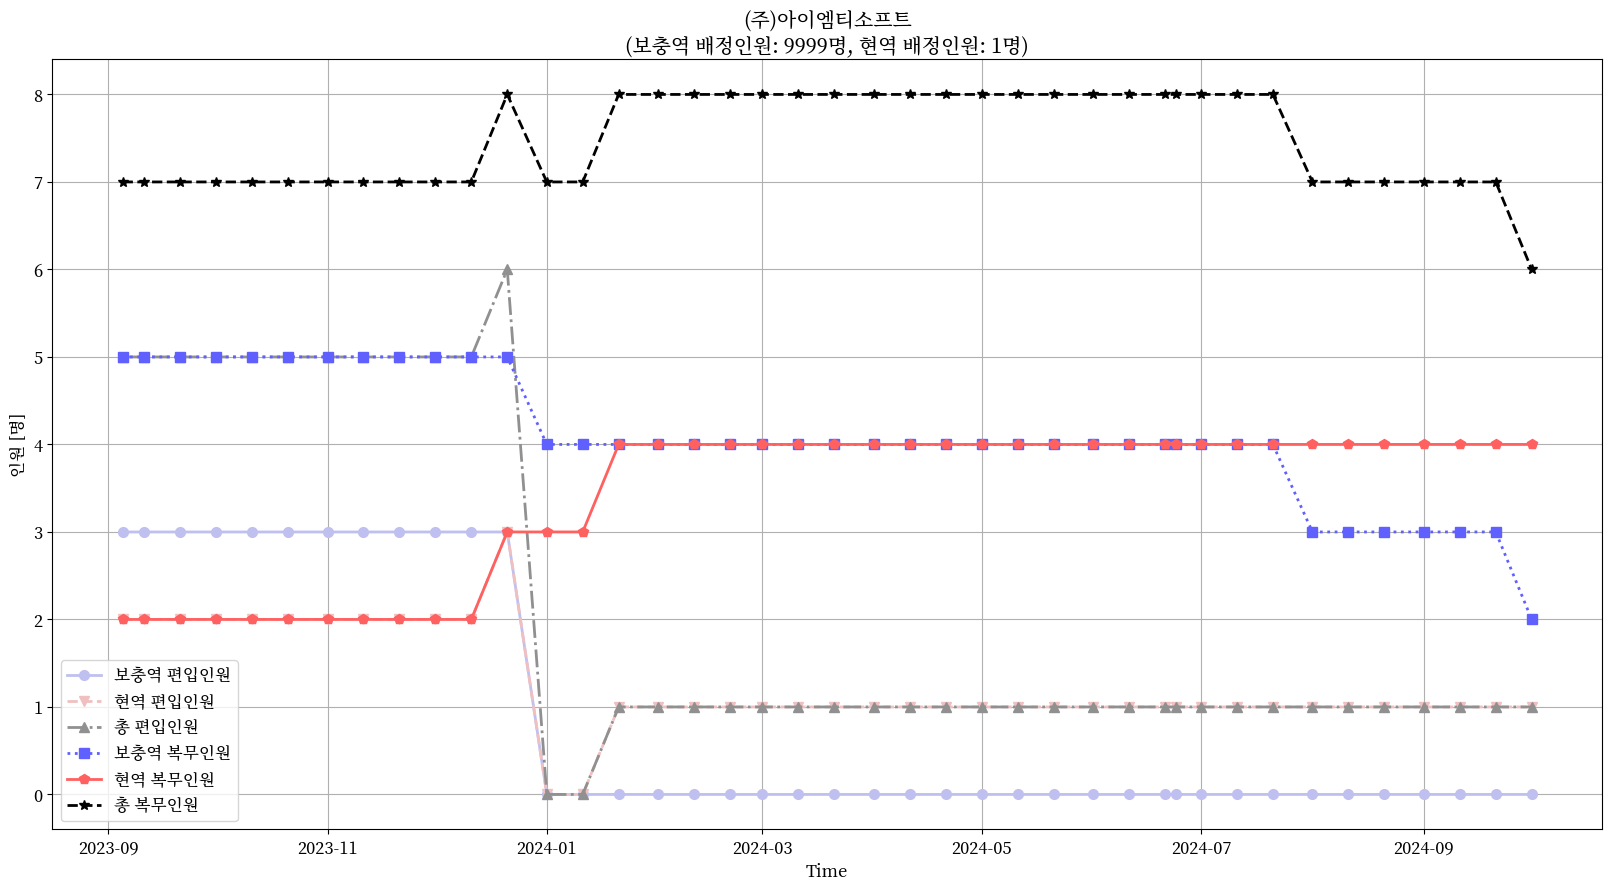 (주)아이엠티소프트
(보충역 배정인원: 9999명, 현역 배정인원: 1명)
인원 [명]
8
7
6
5
4
3
2
1
0
보충역 편입인원
현역 편입인원
총 편입인원
보충역 복무인원
현역 복무인원
총 복무인원
2023-09 2023-11 2024-01 2024-03 2024-05 2024-07 2024-09
Time